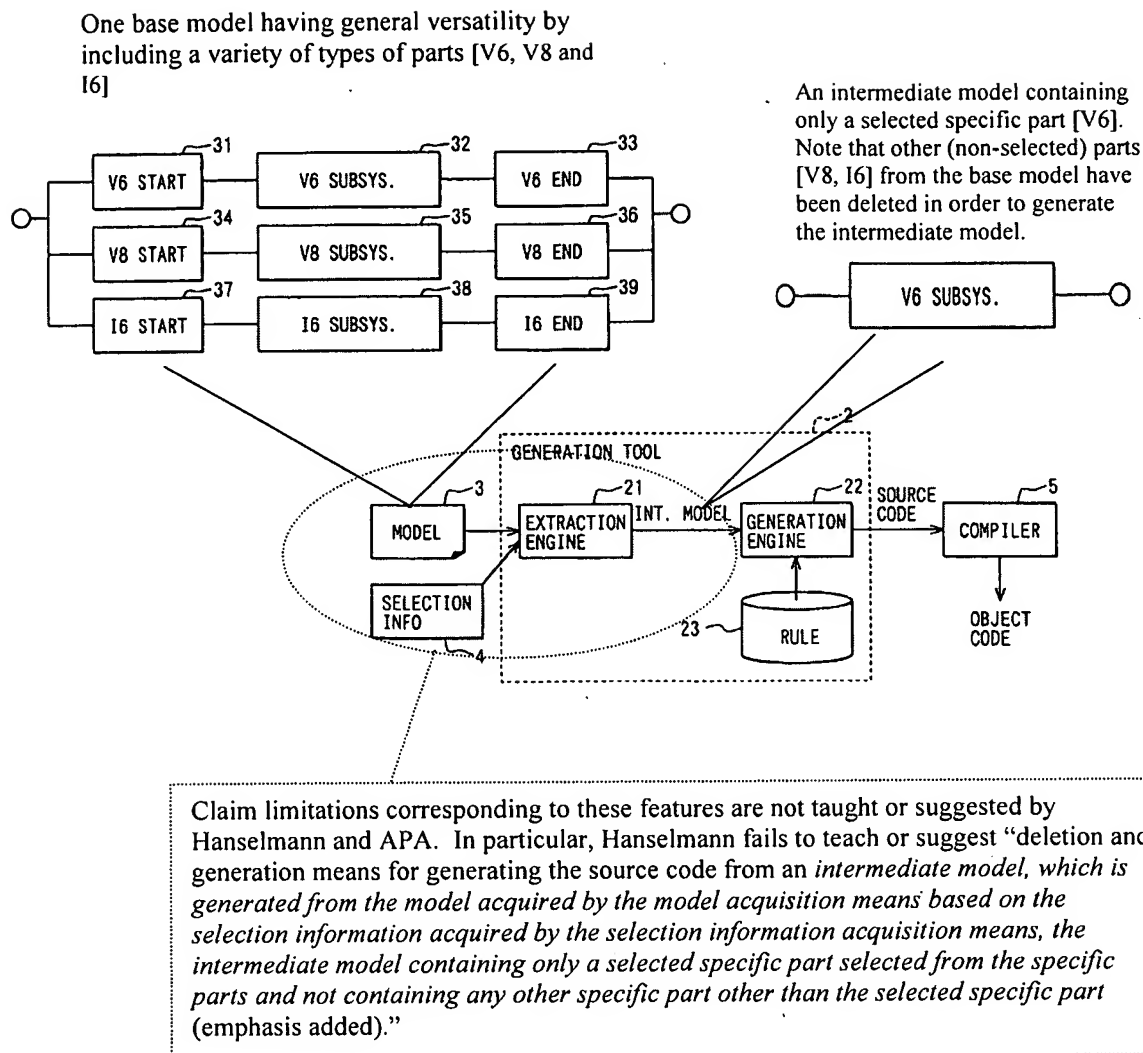 One base model having general versatility by
including a variety of types of parts [V6, V8 and
I6]
An intermediate model containing
only a selected specific part [V6].
Note that other (non-selected) parts
[V8, I6] from the base model have
been deleted in order to generate
the intermediate model.
31
32
33
V6 START
V6 SUBSYS.
V6 END
34
35
36
V8 START
V8 SUBSYS.
V8 END
37
38
39
I6 START
I6 SUBSYS.
I6 END
V6 SUBSYS.
2
GENERATION TOOL
3
21
22
5
MODEL
EXTRACTION
ENGINE
INT. MODEL
GENERATION
ENGINE
SOURCE
CODE
COMPILER
SELECTION
INFO
4
23
RULE
OBJECT
CODE
Claim limitations corresponding to these features are not taught or suggested by
Hanselmann and APA. In particular, Hanselmann fails to teach or suggest “deletion and
generation means for generating the source code from an intermediate model, which is
generated from the model acquired by the model acquisition means based on the
selection information acquired by the selection information acquisition means, the
intermediate model containing only a selected specific part selected from the specific
parts and not containing any other specific part other than the selected specific part
(emphasis added).”